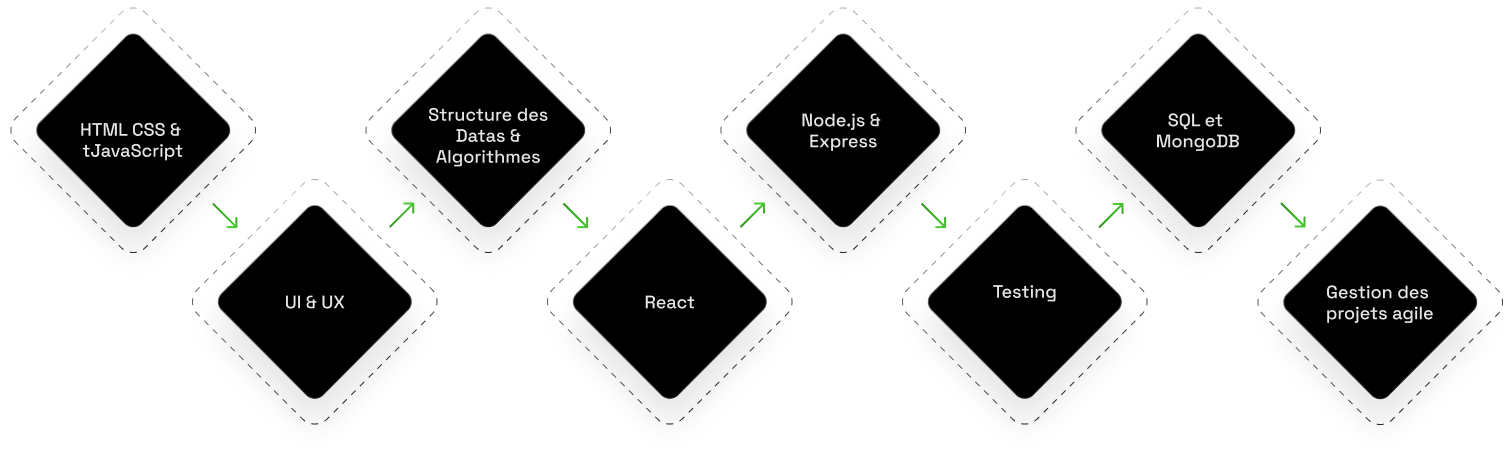 HTML CSS &
tJavaScript
UI & UX
Structure des
Datas &
Algorithmes
React
Node.js &
Express
Testing
SQL et
MongoDB
Gestion des
projets agile